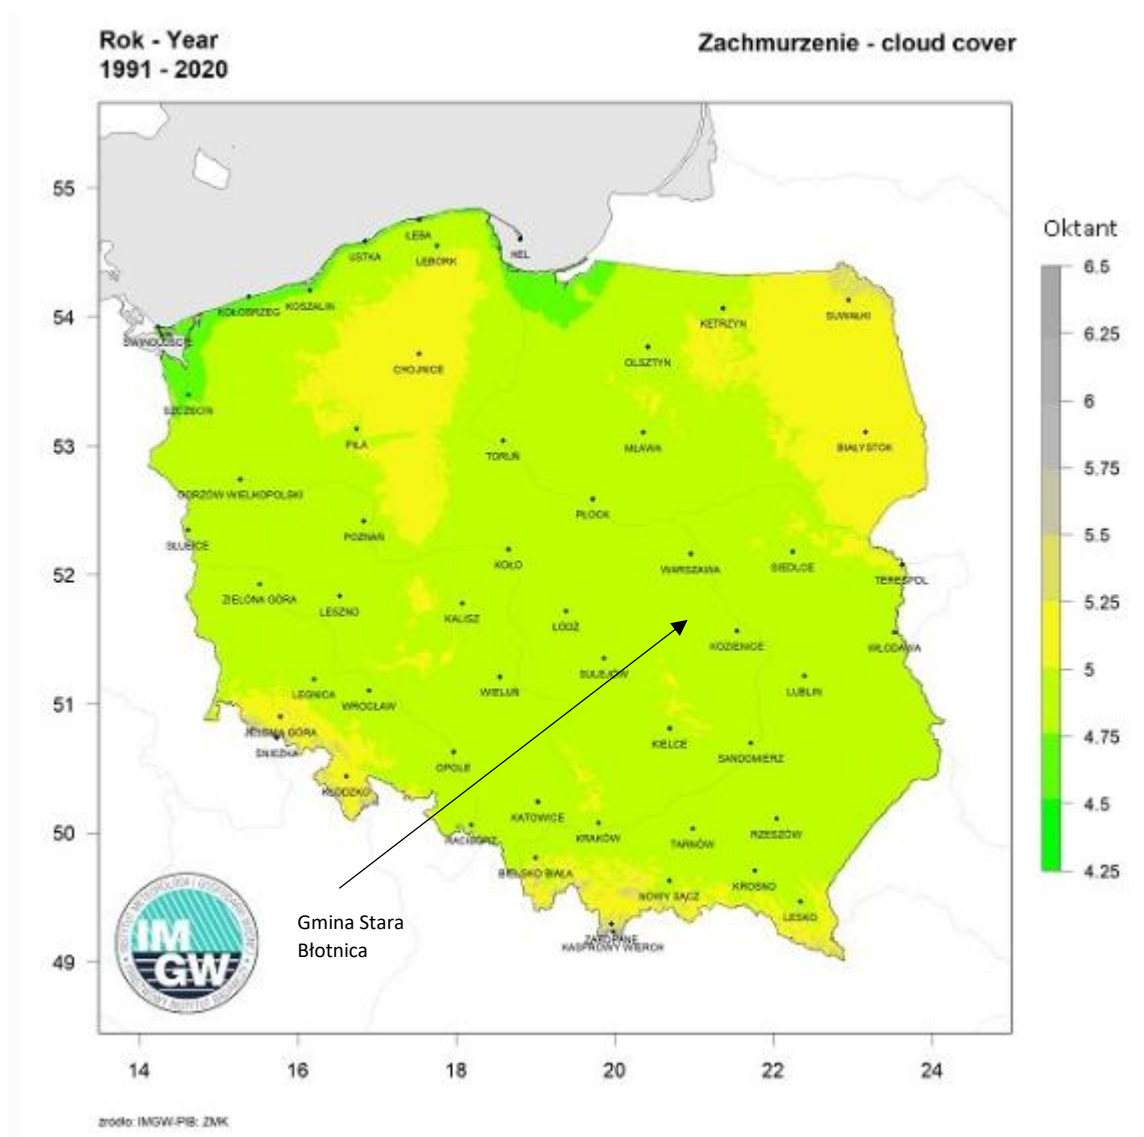 Rok - Year
1991 - 2020
Zachmurzenie - cloud cover
Oktant
55
54
53
52
51
50
49
14
16
18
20
22
24
6.5
6.25
6
5.75
5.5
5.25
5
4.75
4.5
4.25
ŁEBA
USTKA
LĘBORK
HEL
KOŁOBRZEG
KOSZALIN
ŚWINOUJŚCIE
SUWAŁKI
KĘTRZYN
OLSZTYN
CHOJNICE
SZCZECIN
PIŁA
TORUŃ
MŁAWA
BIAŁYSTOK
GORZÓW WIELKOPOLSKI
PŁOCK
POZNAŃ
SŁUBICE
KOŁO
WARSZAWA
SIEDLCE
TERESPOL
ZIELONA GÓRA
LESZNO
KALISZ
ŁÓDŹ
KOZIENICE
WŁODAWA
SULEJÓW
LEGNICA
WROCŁAW
WIELUŃ
LUBLIN
JELENIA GÓRA
ŚNIEŻKA
KIELCE
SANDOMIERZ
OPOLE
KŁODZKO
KATOWICE
RACIBÓRZ
KRAKÓW
TARNÓW
RZESZÓW
BIELSKO BIAŁA
NOWY SĄCZ
KROSNO
LESKO
ZAKOPANE
KASPROWY WIERCH
Gmina Stara
Błotnica
IM
GW
źródło: IMGW-PIB: ZMK